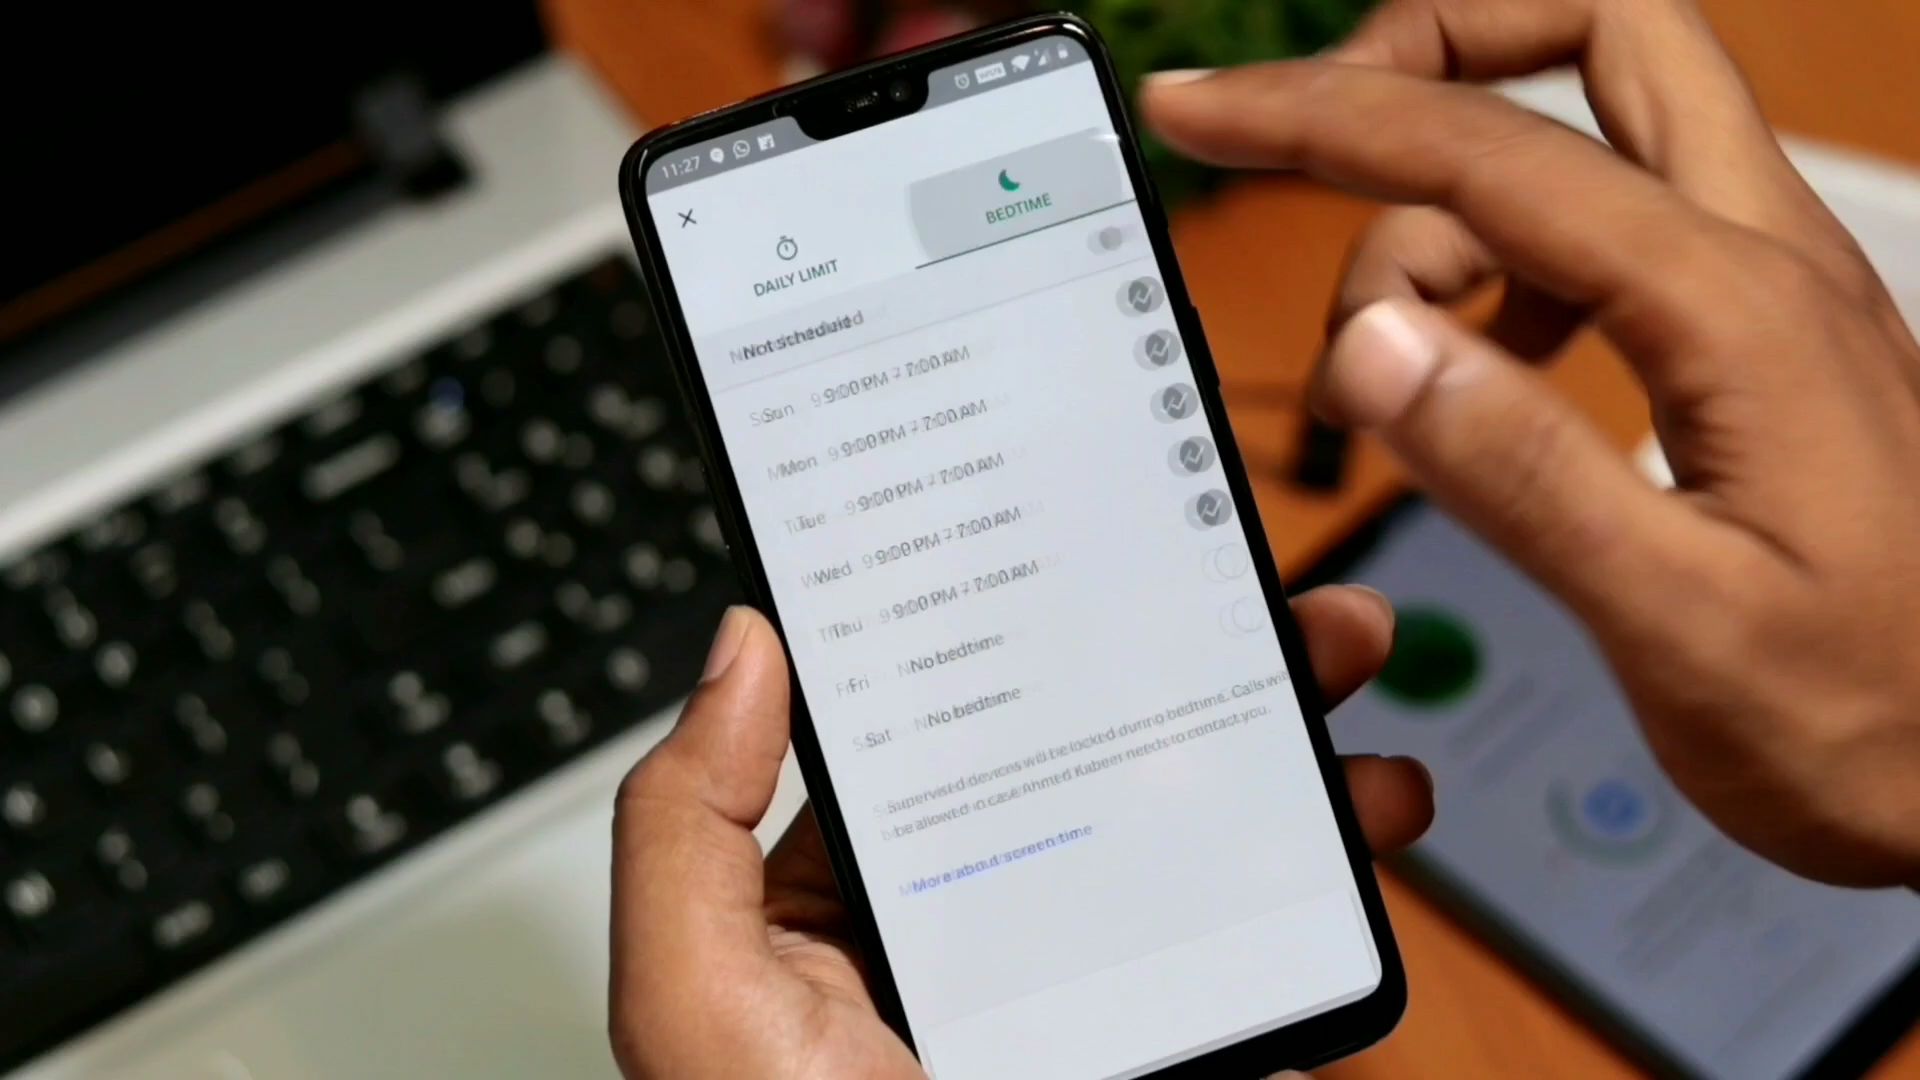 11:27
BEDTIME
DAILY LIMIT
Not scheduled
Sun 9:00 PM – 7:00 AM
Mon 9:00 PM – 7:00 AM
Tue 9:00 PM – 7:00 AM
Wed 9:00 PM – 7:00 AM
Thu 9:00 PM – 7:00 AM
Fri No bedtime
Sat No bedtime
Supervised devices will be locked during bedtime. Calls will
be allowed in case Ahmed Kabeer needs to contact you.
More about screen time